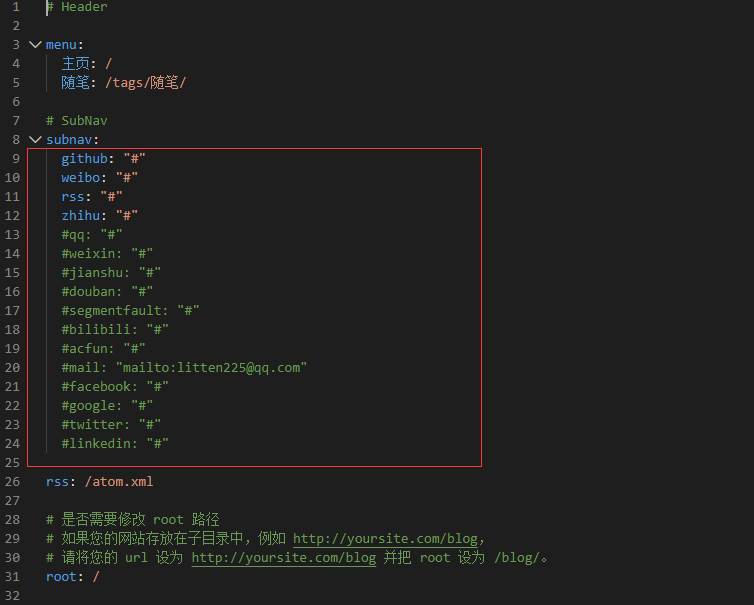 1 # Header
2
3 menu:
4 主页: /
5 随笔: /tags/随笔/
6
7 # SubNav
8 subnav:
9 github: "#"
10 weibo: "#"
11 rss: "#"
12 zhihu: "#"
13 #qq: "#"
14 #weixin: "#"
15 #jianshu: "#"
16 #douban: "#"
17 #segmentfault: "#"
18 #bilibili: "#"
19 #acfun: "#"
20 #mail: "mailto:litten225@qq.com"
21 #facebook: "#"
22 #google: "#"
23 #twitter: "#"
24 #linkedin: "#"
25
26 rss: /atom.xml
27
28 # 是否需要修改 root 路径
29 # 如果您的网站存放在子目录中，例如 http://yoursite.com/blog，
30 # 请将您的 url 设为 http://yoursite.com/blog 并把 root 设为 /blog/。
31 root: /
32